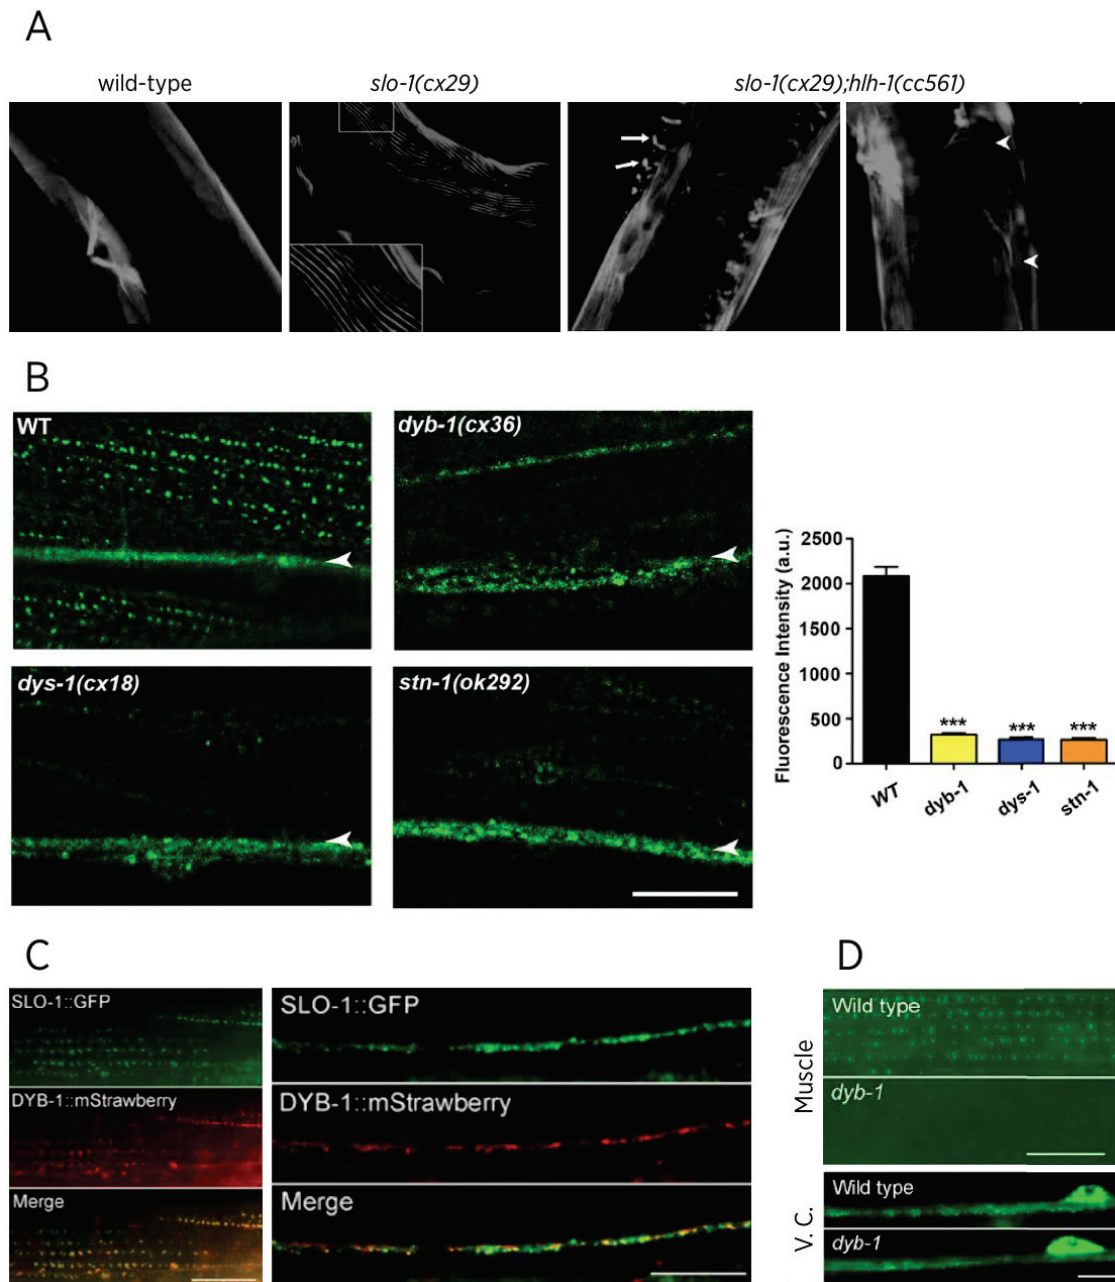 A
wild-type
slo-1(cx29)
slo-1(cx29);hlh-1(cc561)
B
WT
dyb-1(cx36)
dys-1(cx18)
stn-1(ok292)
Fluorescence Intensity (a.u.)
2500
2000
1500
1000
500
0
***
***
***
WT
dyb-1
dys-1
stn-1
C
SLO-1::GFP
DYB-1::mStrawberry
Merge
SLO-1::GFP
DYB-1::mStrawberry
Merge
D
Muscle
Wild type
dyb-1
V.C.
Wild type
dyb-1